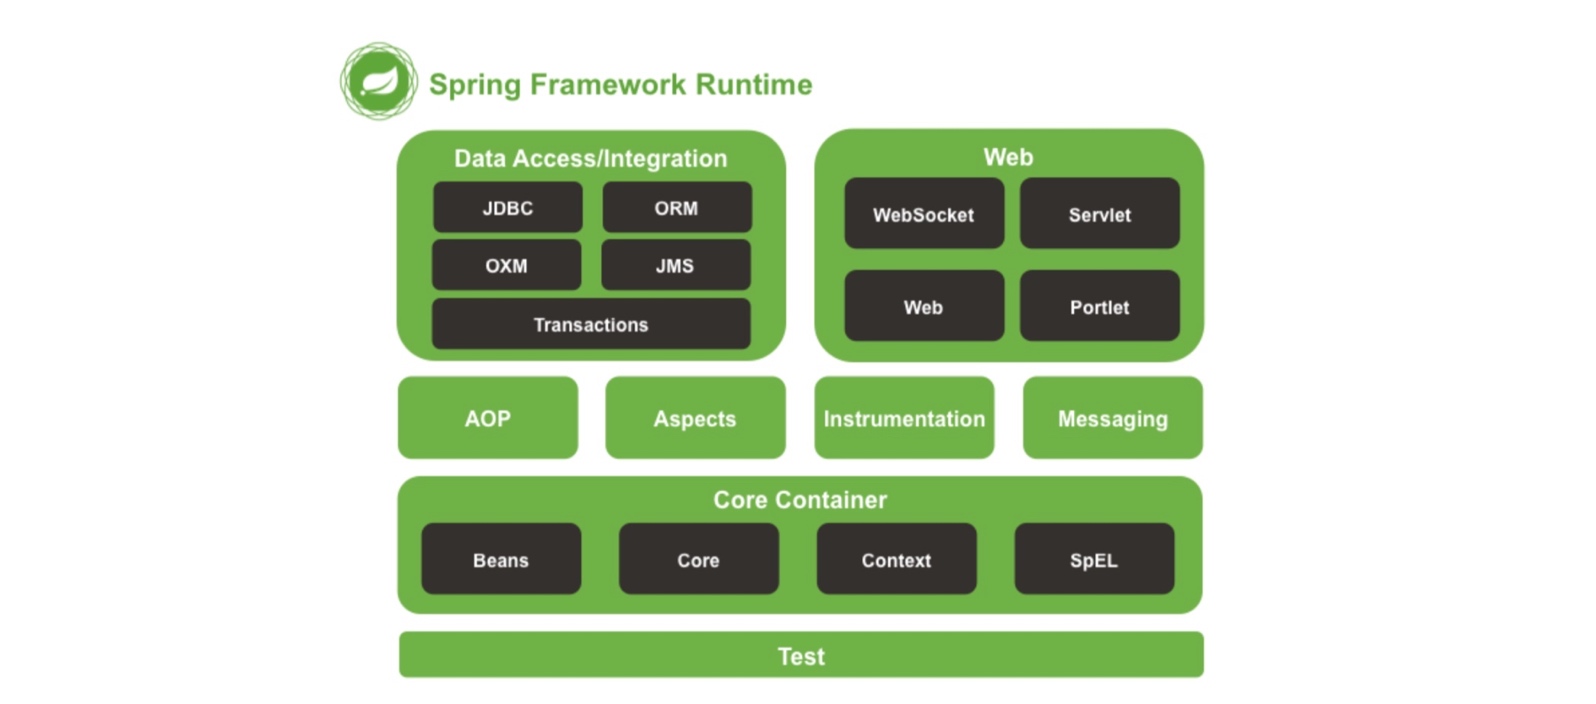 Spring Framework Runtime
Data Access/Integration
JDBC
ORM
OXM
JMS
Transactions
Web
WebSocket
Servlet
Web
Portlet
AOP
Aspects
Instrumentation
Messaging
Core Container
Beans
Core
Context
SpEL
Test